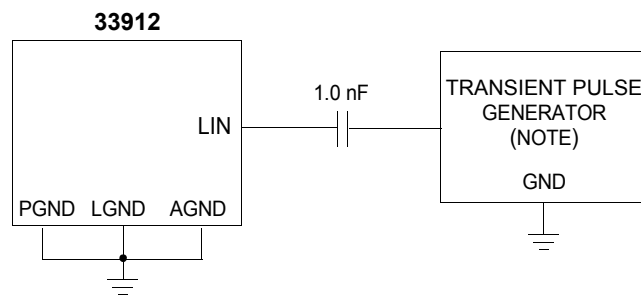 33912
1.0 nF
LIN
TRANSIENT PULSE
GENERATOR
(NOTE)
GND
PGND LGND AGND